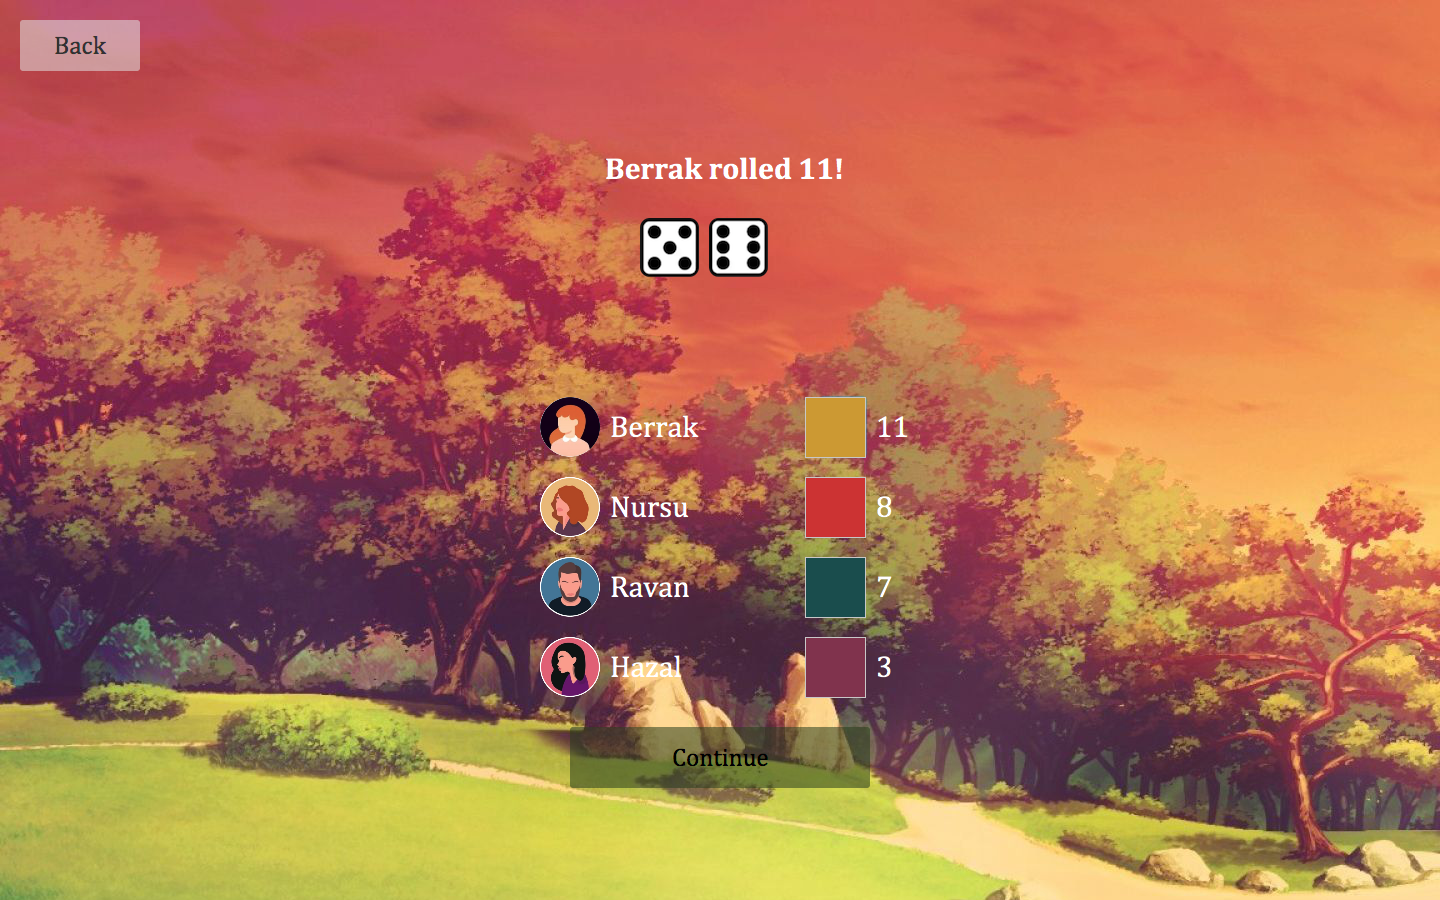 Back
Berrak rolled 11!
Berrak 11
Nursu 8
Ravan 7
Hazal 3
Continue